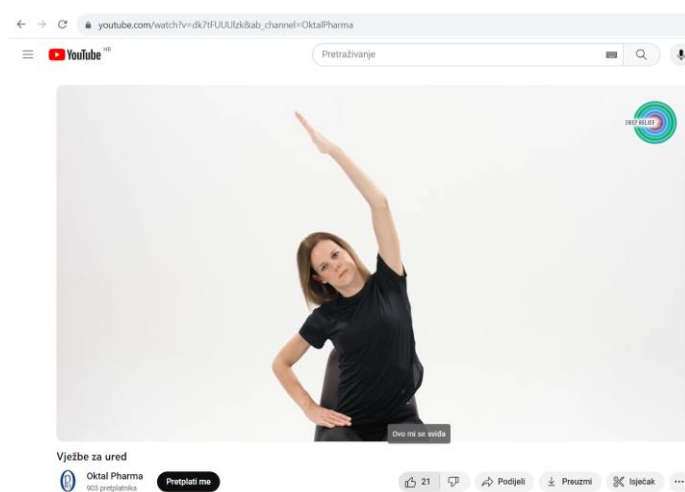 youtube.com/watch?v=dk7tFUUUlzk&ab_channel=OktalPharma
YouTube HR
Pretraživanje
DEEP RELIEF
Ovo mi se sviđa
Vježbe za ured
Oktal Pharma
903 pretplatnika
Pretplati me
21
Podijeli
Preuzmi
Isječak